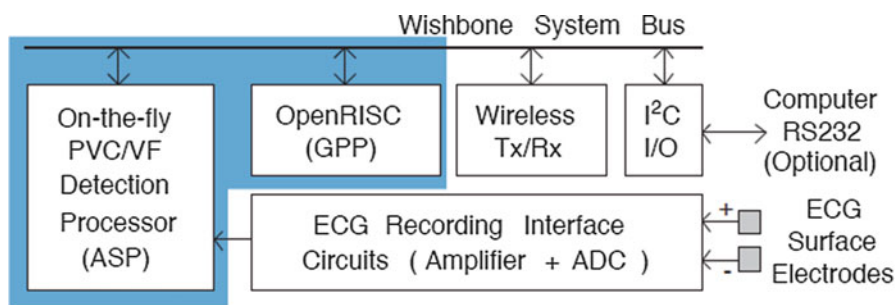 Wishbone System Bus
On-the-fly
PVC/VF
Detection
Processor
(ASP)
OpenRISC
(GPP)
Wireless
Tx/Rx
I²C
I/O
Computer
RS232
(Optional)
ECG Recording Interface
Circuits ( Amplifier + ADC )
+
-
ECG
Surface
Electrodes